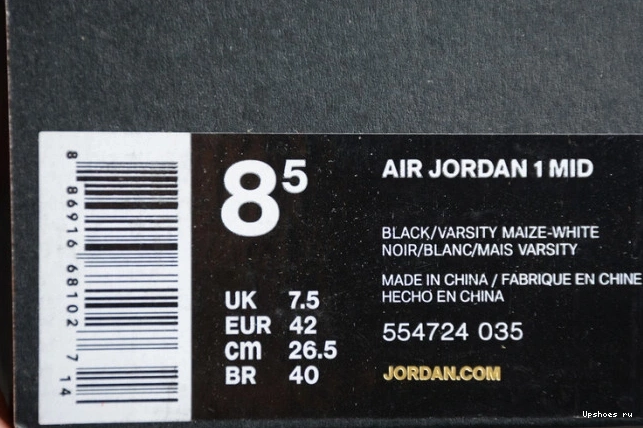 8 86916 68102 7 14
8 5
UK 7.5
EUR 42
cm 26.5
BR 40
AIR JORDAN 1 MID
BLACK/VARSITY MAIZE-WHITE
NOIR/BLANC/MAIS VARSITY
MADE IN CHINA / FABRIQUE EN CHINE
HECHO EN CHINA
554724 035
JORDAN.COM
Upshoes ru